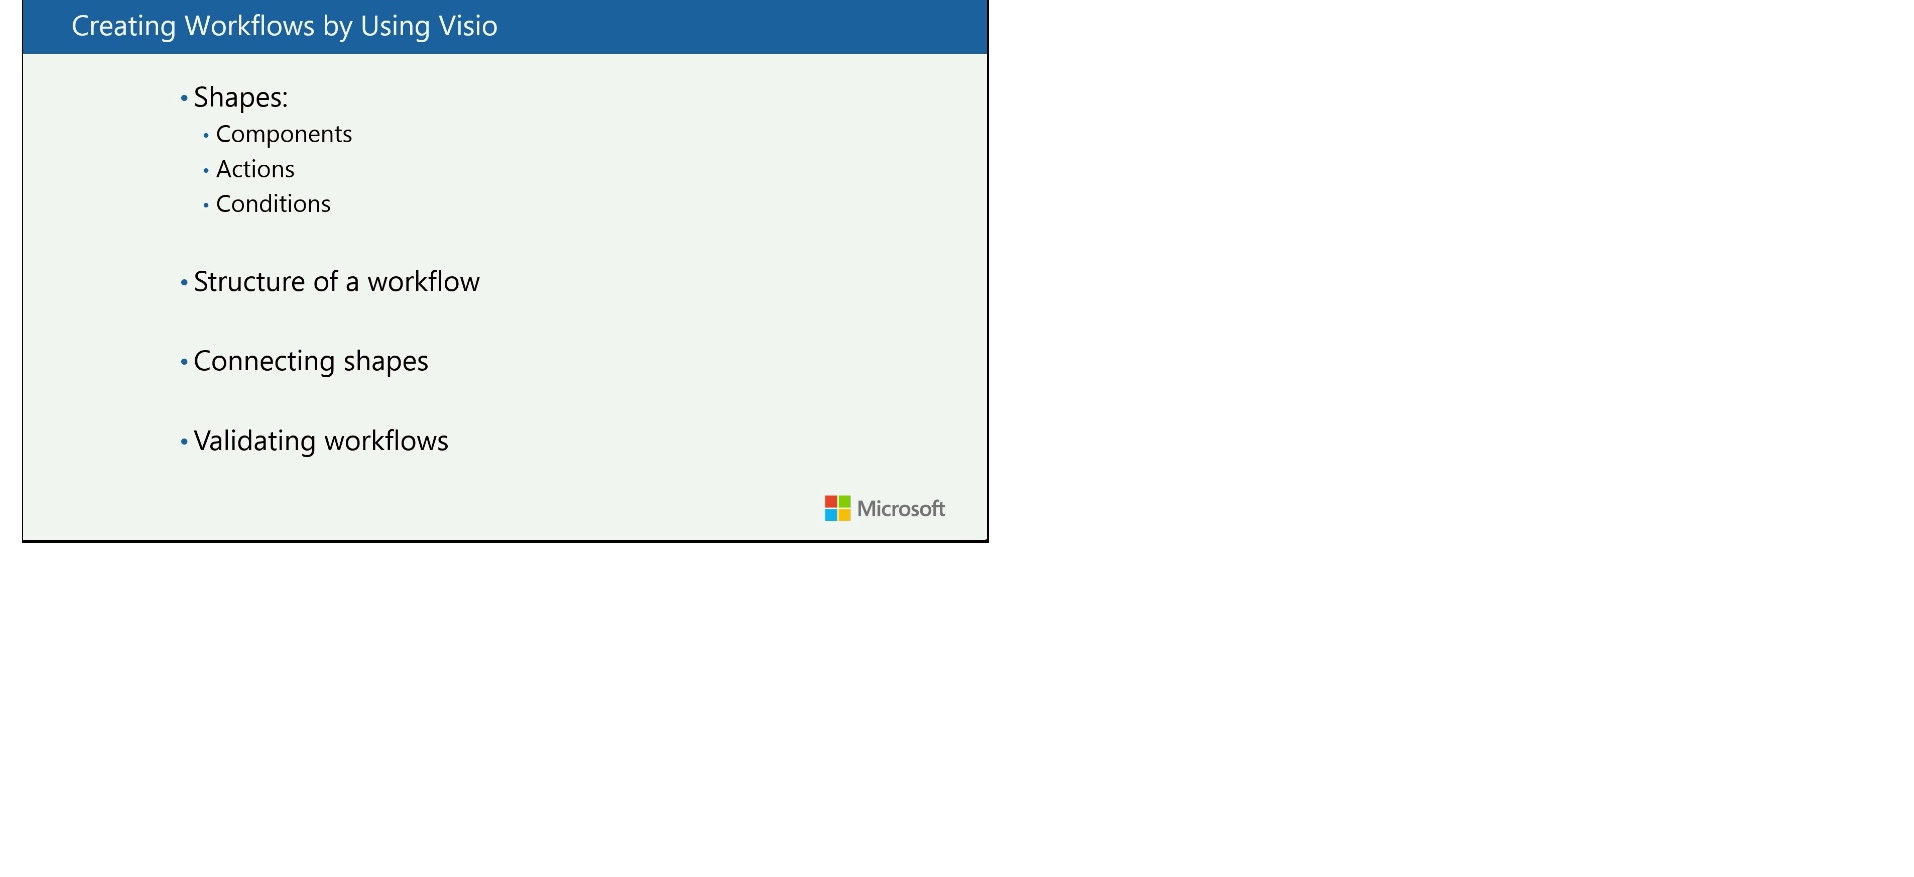 Creating Workflows by Using Visio
• Shapes:
• Components
• Actions
• Conditions
• Structure of a workflow
• Connecting shapes
• Validating workflows
Microsoft